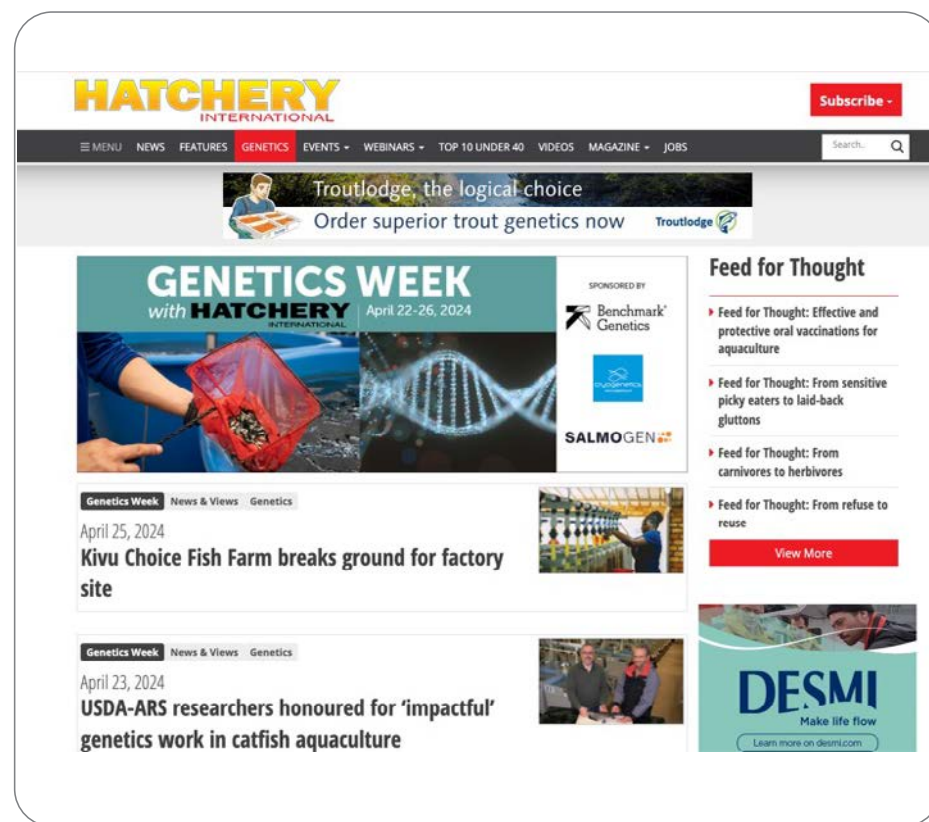 HATCHERY
INTERNATIONAL
Subscribe
MENU NEWS FEATURES GENETICS EVENTS WEBINARS TOP 10 UNDER 40 VIDEOS MAGAZINE JOBS
Search..
Troutlodge, the logical choice
Order superior trout genetics now
Troutlodge
GENETICS WEEK
with HATCHERY
INTERNATIONAL
April 22-26, 2024
SPONSORED BY
Benchmark
Genetics
cryogenetics
SALMOGEN
Genetics Week News & Views Genetics
April 25, 2024
Kivu Choice Fish Farm breaks ground for factory
site
Genetics Week News & Views Genetics
April 23, 2024
USDA-ARS researchers honoured for ‘impactful’
genetics work in catfish aquaculture
Feed for Thought
Feed for Thought: Effective and
protective oral vaccinations for
aquaculture
Feed for Thought: From sensitive
picky eaters to laid-back
gluttons
Feed for Thought: From
carnivores to herbivores
Feed for Thought: From refuse to
reuse
View More
DESMI
Make life flow
Learn more on desmi.com